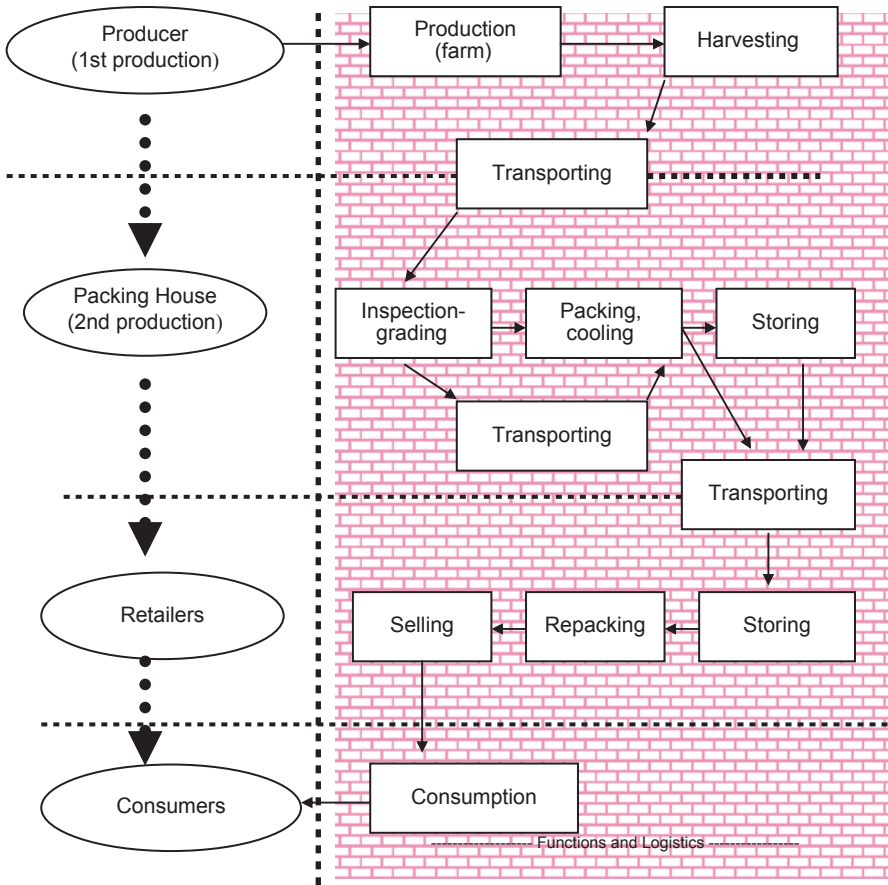 Producer
(1st production)
Production
(farm)
Harvesting
Transporting
Packing House
(2nd production)
Inspection-
grading
Packing,
cooling
Storing
Transporting
Transporting
Retailers
Selling
Repacking
Storing
Consumers
Consumption
Functions and Logistics